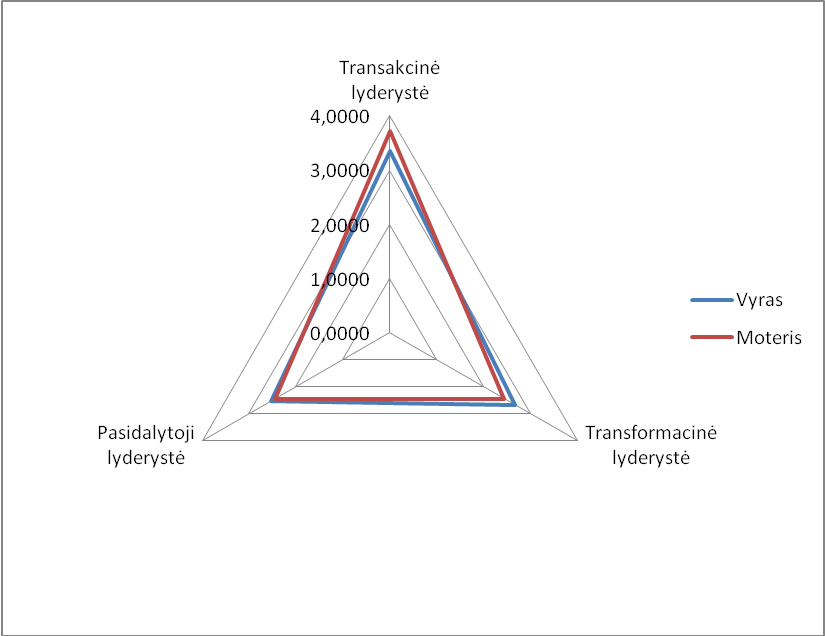 Transakcinė
lyderystė
4,0000
3,0000
2,0000
1,0000
0,0000
Vyras
Moteris
Pasidalytoji
lyderystė
Transformacinė
lyderystė